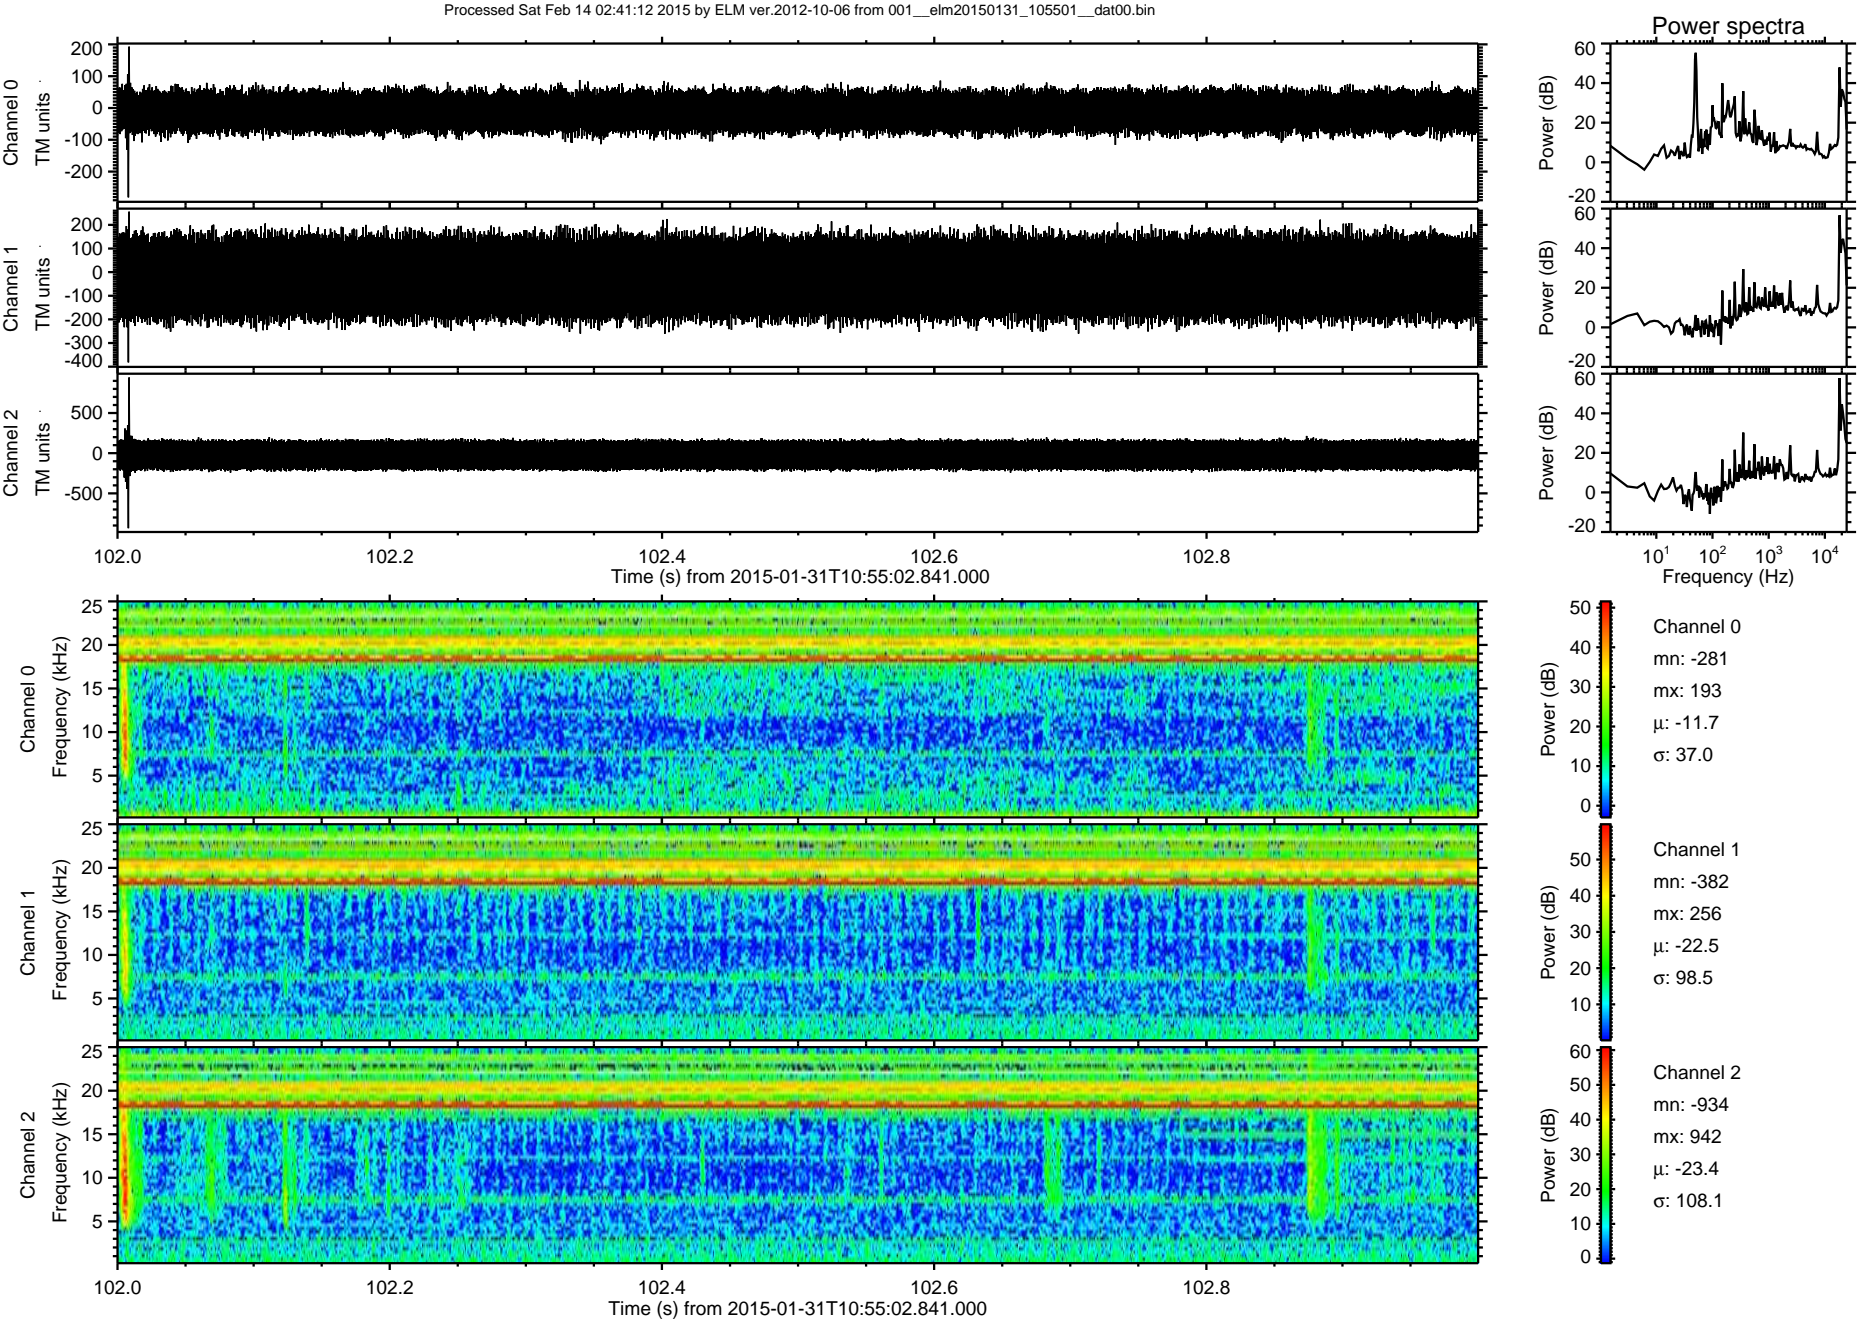 Processed Sat Feb 14 02:41:12 2015 by ELM ver.2012-10-06 from 001__elm20150131_105501__dat00.bin
Power spectra
Channel 0
TM units
200
100
0
-100
-200
Power (dB)
60
40
20
0
-20
Channel 1
TM units
200
100
0
-100
-200
-300
-400
Power (dB)
60
40
20
0
-20
Channel 2
TM units
500
0
-500
Power (dB)
60
40
20
0
-20
102.0 102.2 102.4 102.6 102.8
Time (s) from 2015-01-31T10:55:02.841.000
10¹ 10² 10³ 10⁴
Frequency (Hz)
Channel 0
Frequency (kHz)
25
20
15
10
5
Power (dB)
50
40
30
20
10
0
Channel 0
mn: -281
mx: 193
μ: -11.7
σ: 37.0
Channel 1
Frequency (kHz)
25
20
15
10
5
Power (dB)
50
40
30
20
10
Channel 1
mn: -382
mx: 256
μ: -22.5
σ: 98.5
Channel 2
Frequency (kHz)
25
20
15
10
5
Power (dB)
60
50
40
30
20
10
0
Channel 2
mn: -934
mx: 942
μ: -23.4
σ: 108.1
102.0 102.2 102.4 102.6 102.8
Time (s) from 2015-01-31T10:55:02.841.000